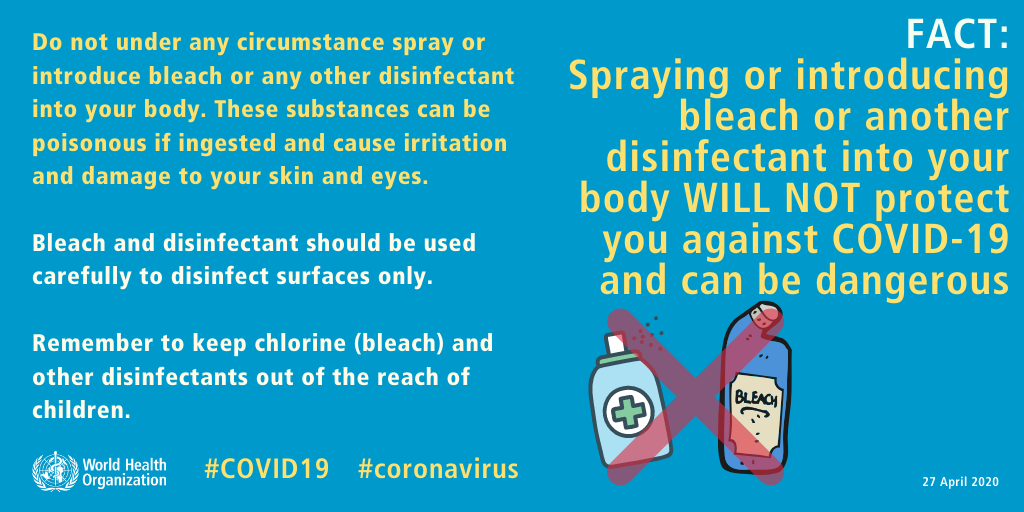 Do not under any circumstance spray or
introduce bleach or any other disinfectant
into your body. These substances can be
poisonous if ingested and cause irritation
and damage to your skin and eyes.
Bleach and disinfectant should be used
carefully to disinfect surfaces only.
Remember to keep chlorine (bleach) and
other disinfectants out of the reach of
children.
World Health
Organization
#COVID19 #coronavirus
FACT:
Spraying or introducing
bleach or another
disinfectant into your
body WILL NOT protect
you against COVID-19
and can be dangerous
BLEACH
27 April 2020